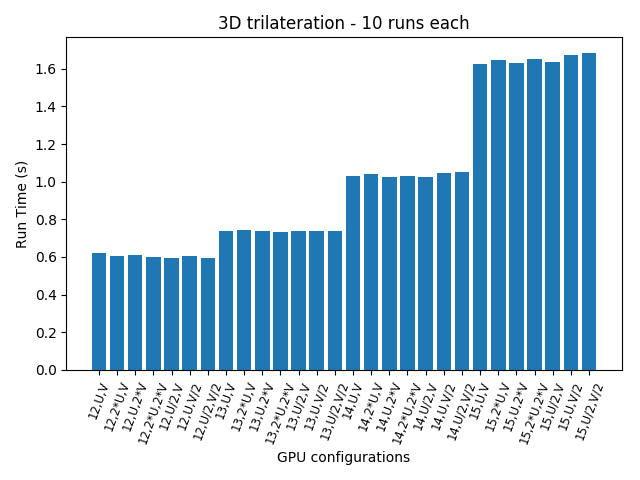 3D trilateration - 10 runs each
Run Time (s)
1.6
1.4
1.2
1.0
0.8
0.6
0.4
0.2
0.0
12,U,V
12,2*U,V
12,U,2*V
12,2*U,2*V
12,U/2,V
12,U,V/2
12,U/2,V/2
13,U,V
13,2*U,V
13,U,2*V
13,2*U,2*V
13,U/2,V
13,U,V/2
13,U/2,V/2
14,U,V
14,2*U,V
14,U,2*V
14,2*U,2*V
14,U/2,V
14,U,V/2
14,U/2,V/2
15,U,V
15,2*U,V
15,U,2*V
15,2*U,2*V
15,U/2,V
15,U,V/2
15,U/2,V/2
GPU configurations